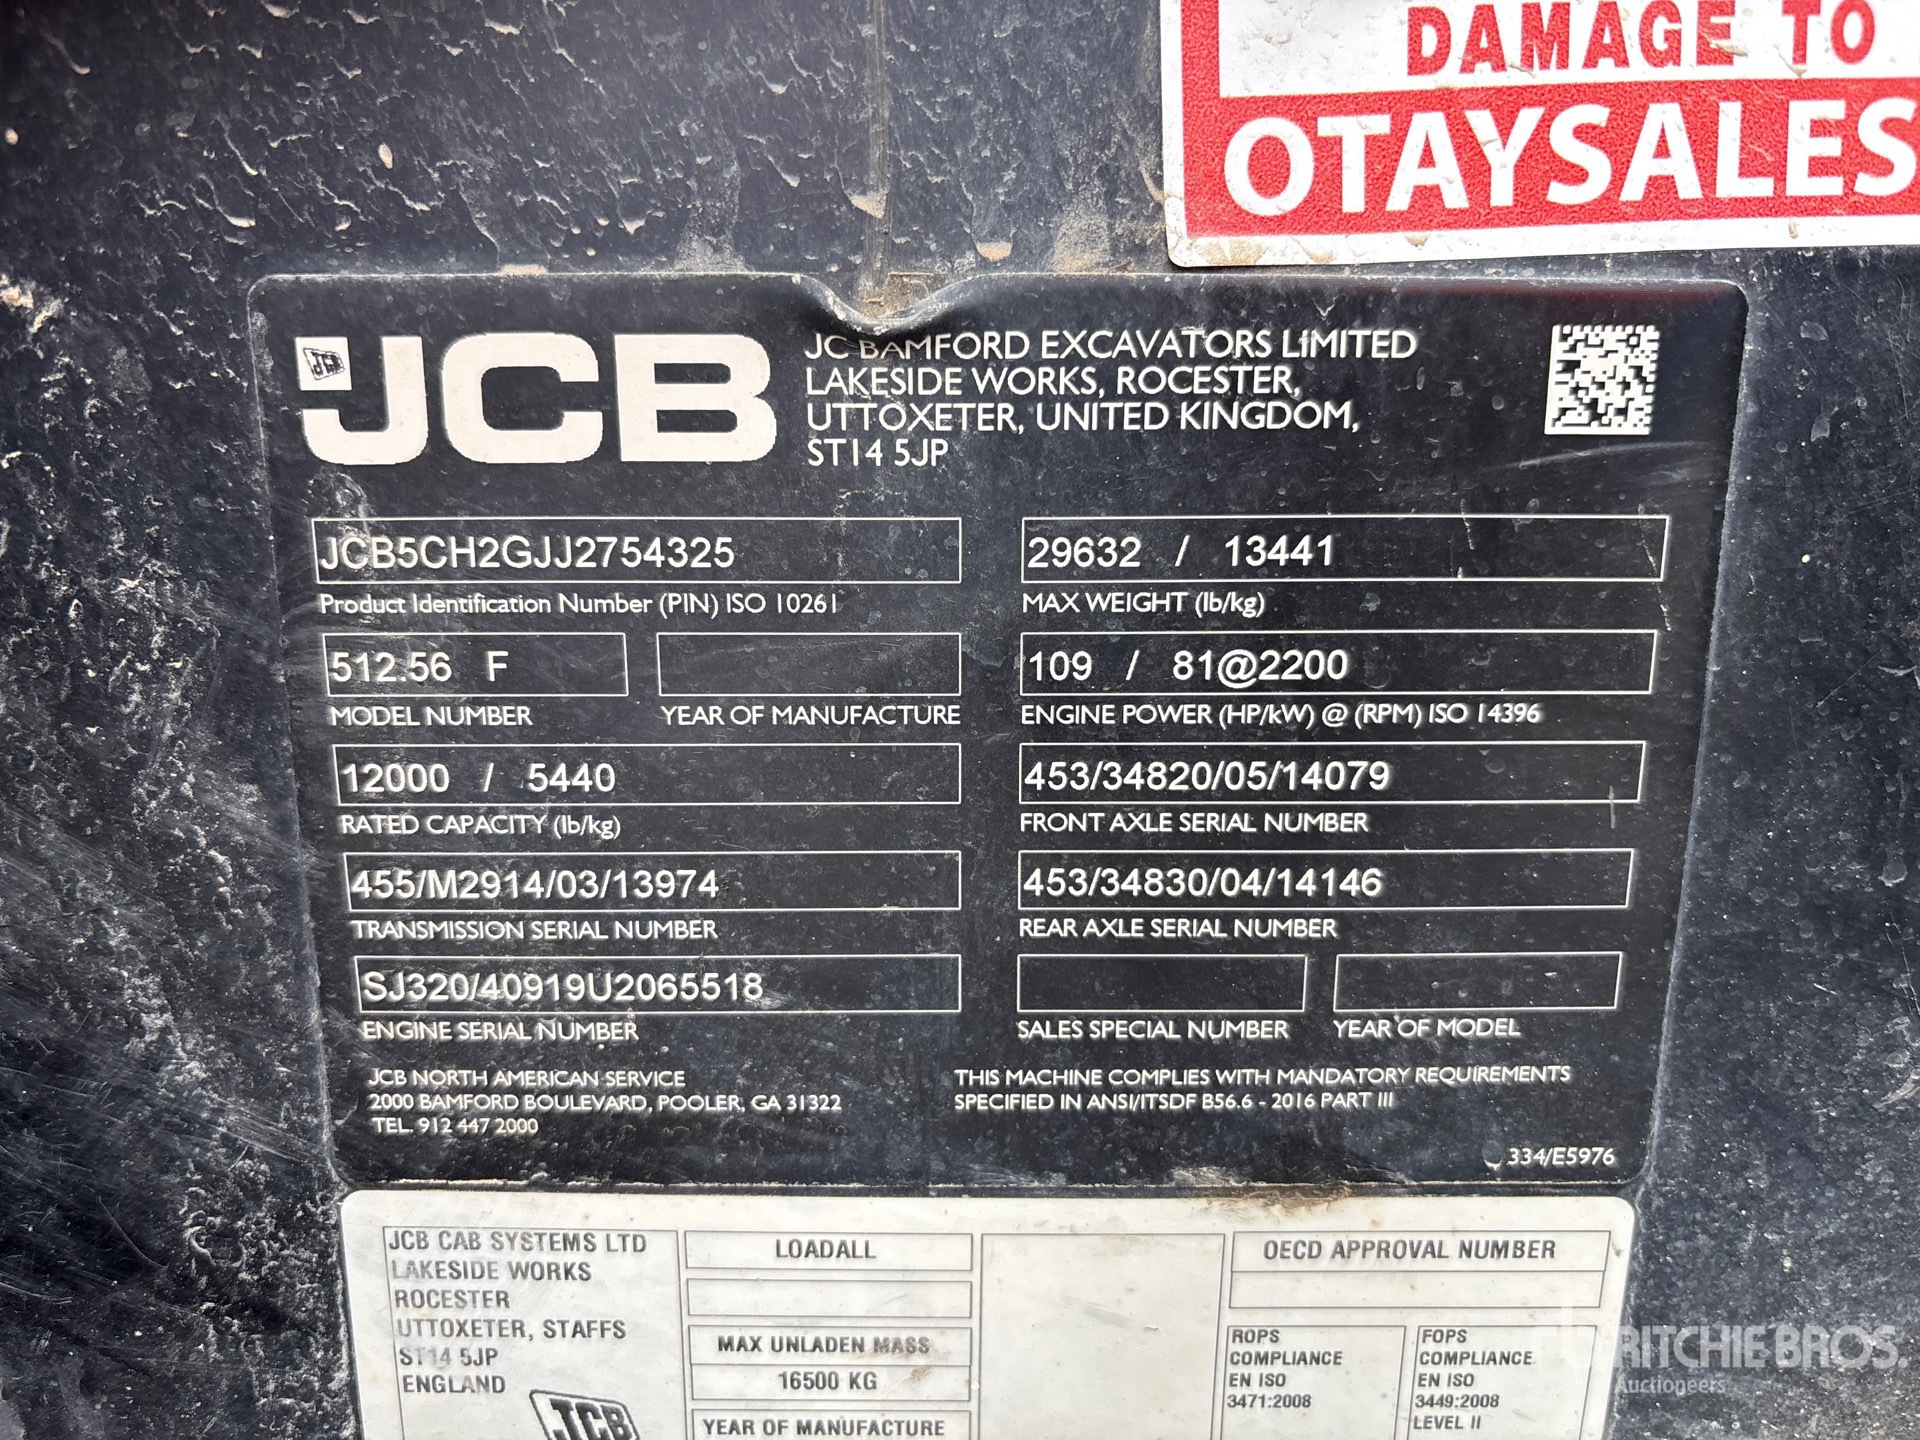 DAMAGE TO
OTAYSALES
JCB
JCB
JC BAMFORD EXCAVATORS LIMITED
LAKESIDE WORKS, ROCESTER,
UTTOXETER, UNITED KINGDOM,
ST14 5JP
JCB5CH2GJJ2754325
Product Identification Number (PIN) ISO 10261
29632 / 13441
MAX WEIGHT (lb/kg)
512.56 F
MODEL NUMBER
YEAR OF MANUFACTURE
109 / 81@2200
ENGINE POWER (HP/kW) @ (RPM) ISO 14396
12000 / 5440
RATED CAPACITY (lb/kg)
453/34820/05/14079
FRONT AXLE SERIAL NUMBER
455/M2914/03/13974
TRANSMISSION SERIAL NUMBER
453/34830/04/14146
REAR AXLE SERIAL NUMBER
SJ320/40919U2065518
ENGINE SERIAL NUMBER
SALES SPECIAL NUMBER
YEAR OF MODEL
JCB NORTH AMERICAN SERVICE
2000 BAMFORD BOULEVARD, POOLER, GA 31322
TEL. 912 447 2000
THIS MACHINE COMPLIES WITH MANDATORY REQUIREMENTS
SPECIFIED IN ANSI/ITSDF B56.6 - 2016 PART III
334/E5976
JCB CAB SYSTEMS LTD
LAKESIDE WORKS
ROCESTER
UTTOXETER, STAFFS
ST14 5JP
ENGLAND
JCB
LOADALL
MAX UNLADEN MASS
16500 KG
YEAR OF MANUFACTURE
OECD APPROVAL NUMBER
ROPS
COMPLIANCE
EN ISO
3471:2008
FOPS
COMPLIANCE
EN ISO
3449:2008
LEVEL II
RITCHIE BROS.
Auctioneers